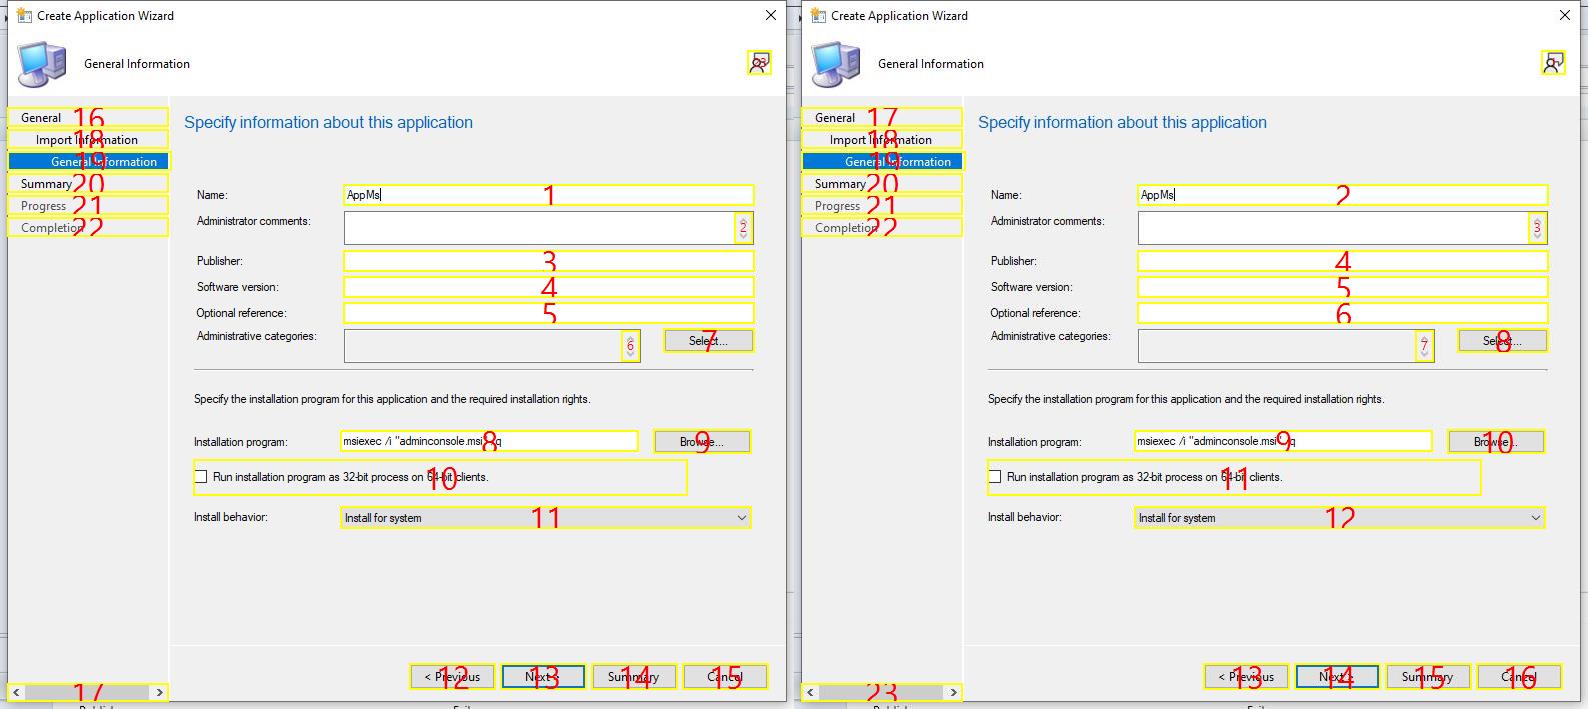 Create Application Wizard
General Information
23
General 16
Import Information 18
General Information 19
Summary 20
Progress 21
Completion 22
17
Specify information about this application
Name: AppMs 1
Administrator comments: 2
Publisher: 3
Software version: 4
Optional reference: 5
Administrative categories: 6 Select... 7
Specify the installation program for this application and the required installation rights.
Installation program: msiexec /i "adminconsole.msi" /q 8 Browse... 9
Run installation program as 32-bit process on 64-bit clients. 10
Install behavior: Install for system 11
< Previous 12 Next > 13 Summary 14 Cancel 15
Create Application Wizard
General Information
General 17
Import Information 18
General Information 19
Summary 20
Progress 21
Completion 22
23
Specify information about this application
Name: AppMs 2
Administrator comments: 3
Publisher: 4
Software version: 5
Optional reference: 6
Administrative categories: 7 Select... 8
Specify the installation program for this application and the required installation rights.
Installation program: msiexec /i "adminconsole.msi" /q 9 Browse... 10
Run installation program as 32-bit process on 64-bit clients. 11
Install behavior: Install for system 12
< Previous 13 Next > 14 Summary 15 Cancel 16